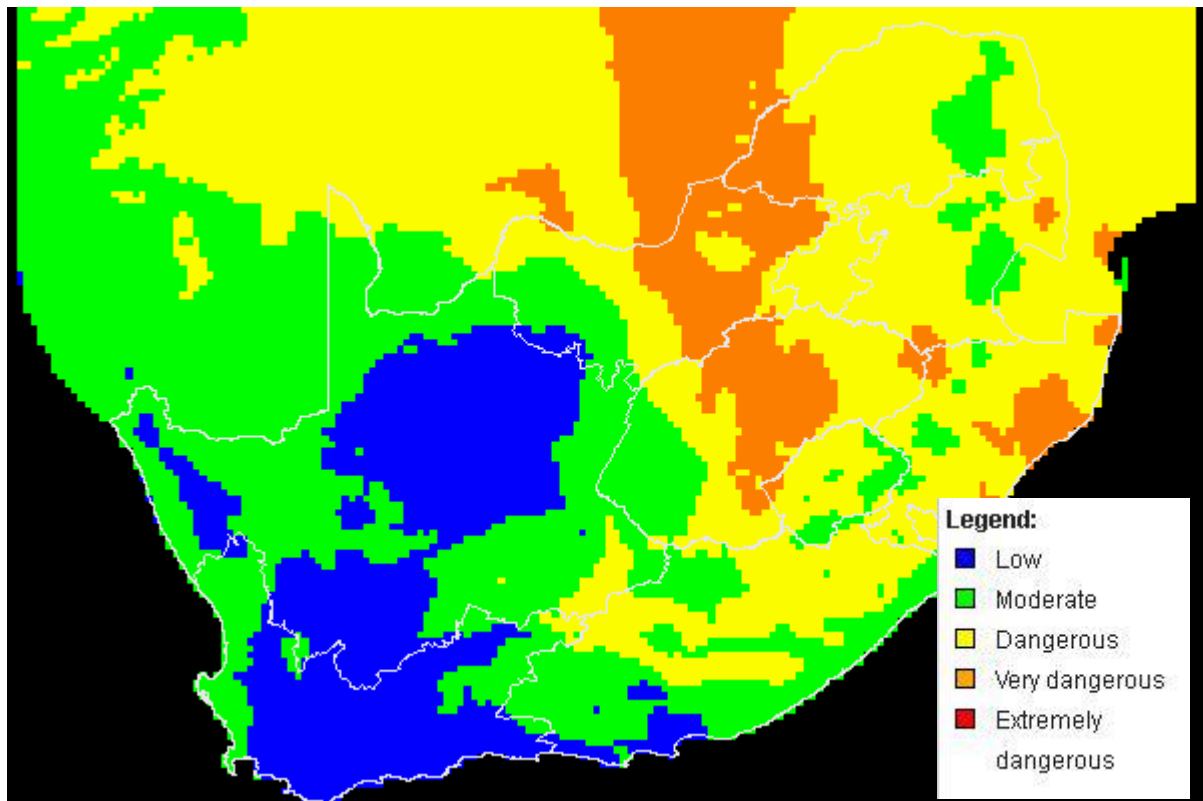 Legend:
Low
Moderate
Dangerous
Very dangerous
Extremely
dangerous